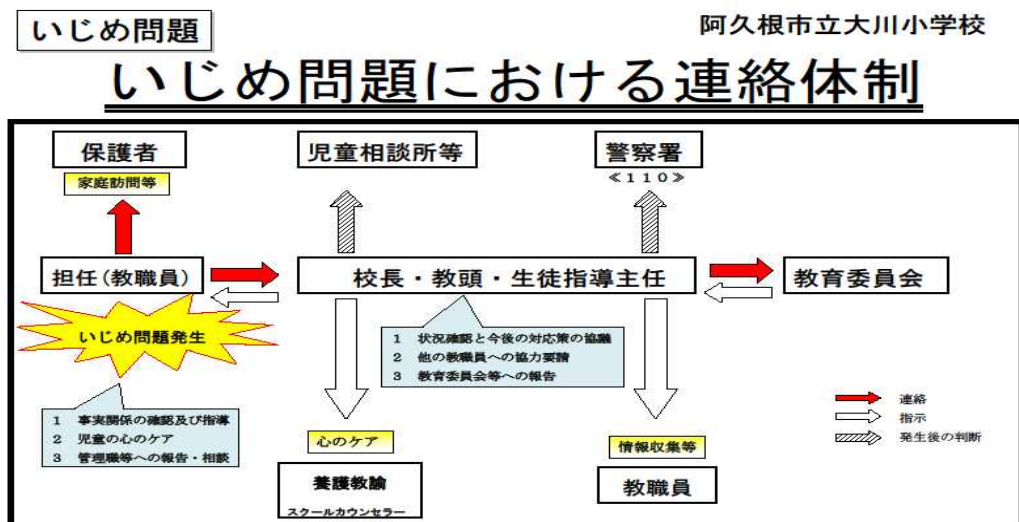 いじめ問題
阿久根市立大川小学校
いじめ問題における連絡体制
保護者
家庭訪問等
児童相談所等
警察署
≪110≫
担任(教職員)
校長・教頭・生徒指導主任
教育委員会
いじめ問題発生
1 状況確認と今後の対応策の協議
2 他の教職員への協力要請
3 教育委員会等への報告
1 事実関係の確認及び指導
2 児童の心のケア
3 管理職等への報告・相談
心のケア
養護教諭
スクールカウンセラー
情報収集等
教職員
連絡
指示
発生後の判断